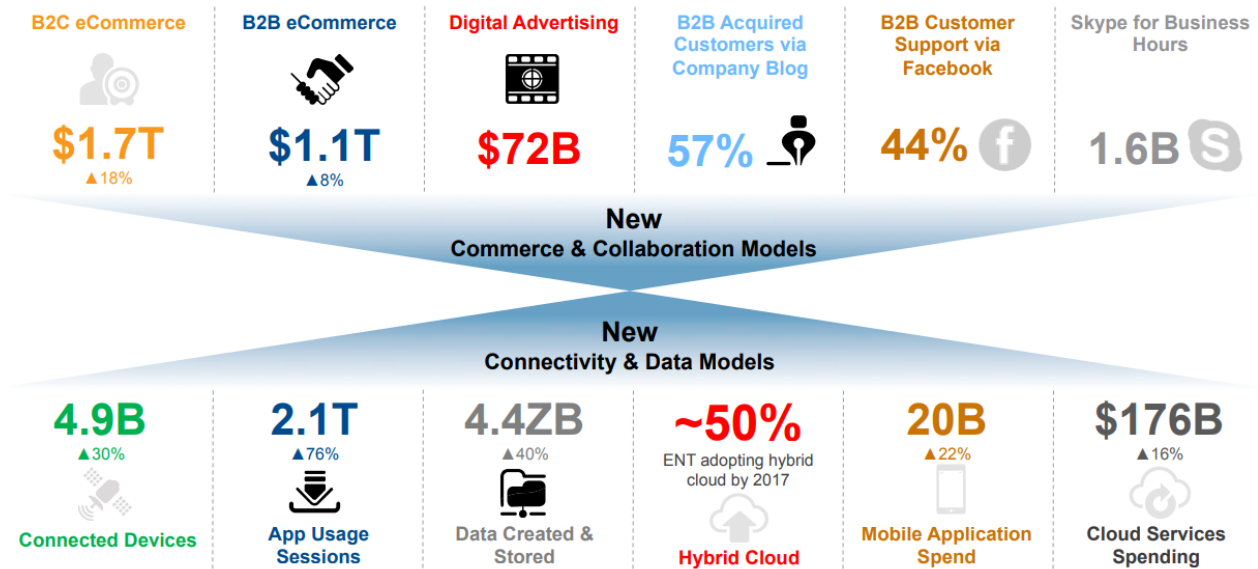 B2C eCommerce
$1.7T
▲18%
B2B eCommerce
$1.1T
▲8%
Digital Advertising
$72B
B2B Acquired
Customers via
Company Blog
57%
B2B Customer
Support via
Facebook
44%
f
Skype for Business
Hours
1.6B
S
New
Commerce & Collaboration Models
New
Connectivity & Data Models
4.9B
▲30%
Connected Devices
2.1T
▲76%
App Usage
Sessions
4.4ZB
▲40%
Data Created &
Stored
~50%
ENT adopting hybrid
cloud by 2017
Hybrid Cloud
20B
▲22%
Mobile Application
Spend
$176B
▲16%
Cloud Services
Spending